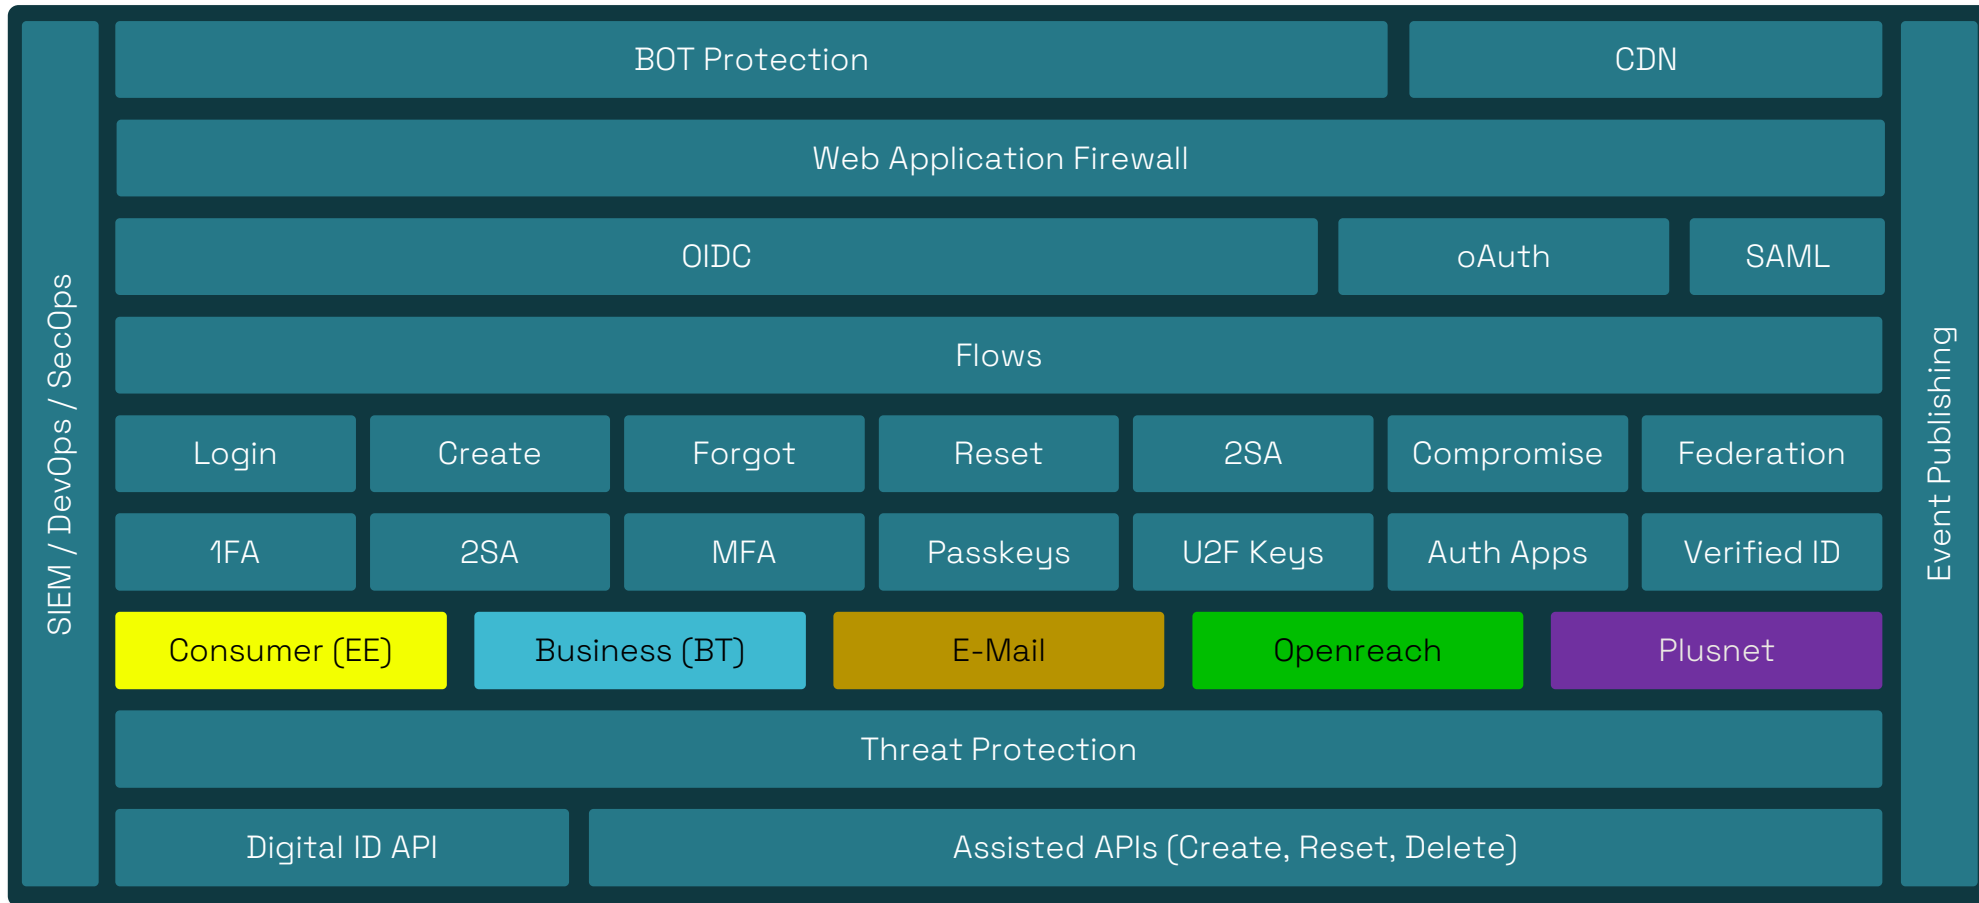 SIEM / DevOps / SecOps
BOT Protection
CDN
Web Application Firewall
OIDC
oAuth
SAML
Flows
Login
Create
Forgot
Reset
2SA
Compromise
Federation
1FA
2SA
MFA
Passkeys
U2F Keys
Auth Apps
Verified ID
Consumer (EE)
Business (BT)
E-Mail
Openreach
Plusnet
Threat Protection
Digital ID API
Assisted APIs (Create, Reset, Delete)
Event Publishing